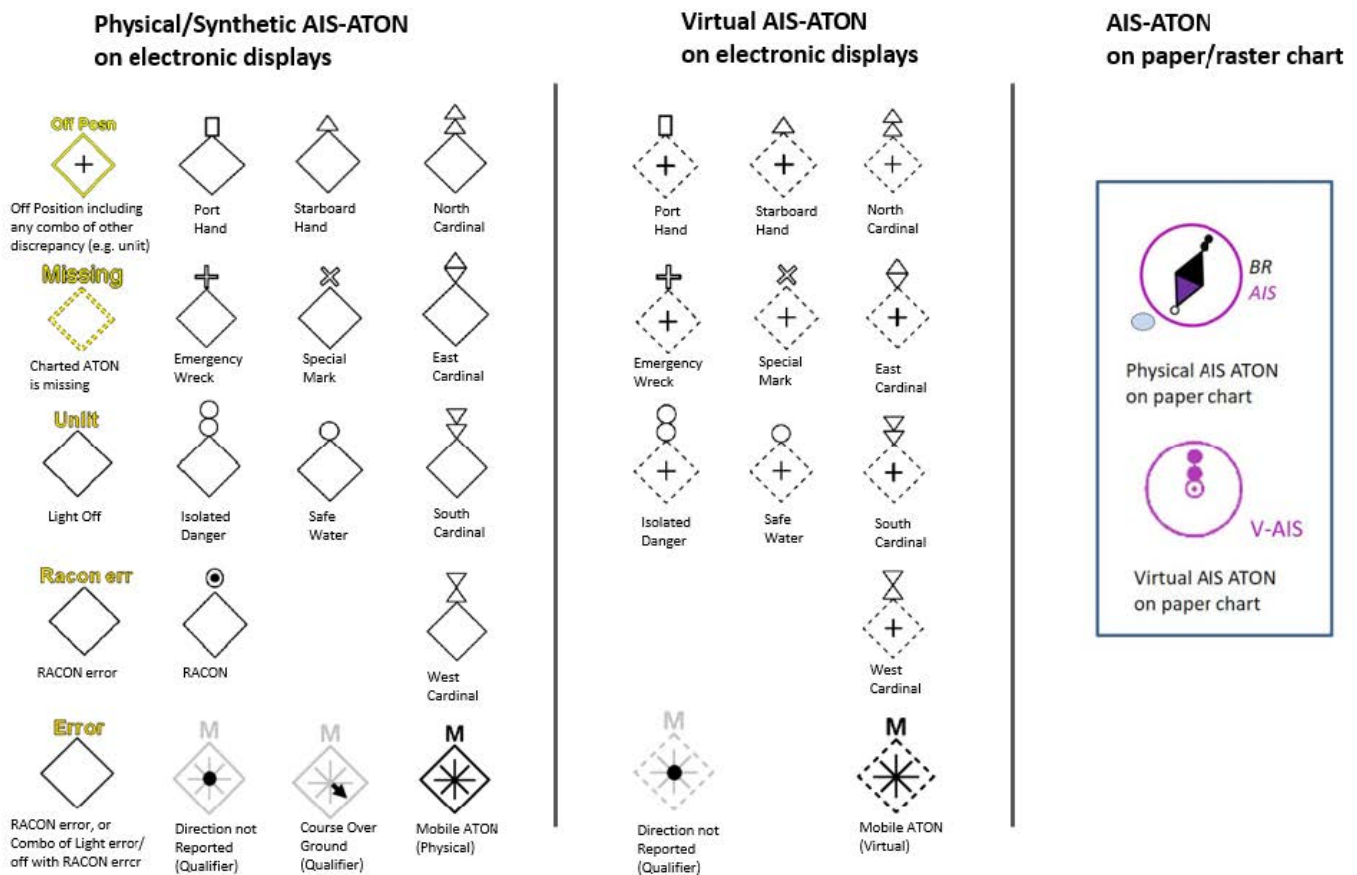 Physical/Synthetic AIS-ATON
on electronic displays
Virtual AIS-ATON
on electronic displays
AIS-ATON
on paper/raster chart
Off Posn
Off Position including
any combo of other
discrepancy (e.g. unlit)
Port
Hand
Starboard
Hand
North
Cardinal
Port
Hand
Starboard
Hand
North
Cardinal
Missing
Charted ATON
is missing
Emergency
Wreck
Special
Mark
East
Cardinal
Emergency
Wreck
Special
Mark
East
Cardinal
BR
AIS
Physical AIS ATON
on paper chart
Unlit
Light Off
Isolated
Danger
Safe
Water
South
Cardinal
Isolated
Danger
Safe
Water
South
Cardinal
V-AIS
Virtual AIS ATON
on paper chart
Racon err
RACON error
RACON
West
Cardinal
West
Cardinal
Error
RACON error, or
Combo of Light error/
off with RACON error
M
Direction not
Reported
(Qualifier)
M
Course Over
Ground
(Qualifier)
M
Mobile ATON
(Physical)
M
Direction not
Reported
(Qualifier)
M
Mobile ATON
(Virtual)